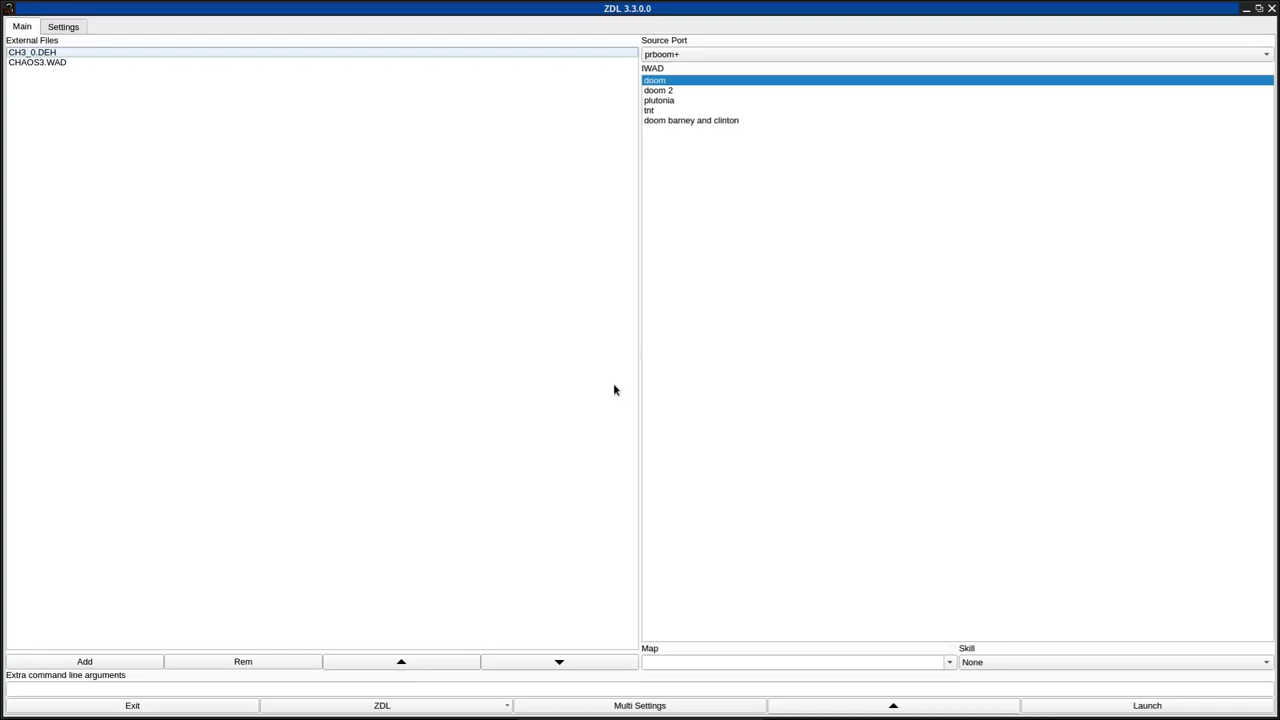 ZDL 3.3.0.0
Main
Settings
External Files
CH3_0.DEH
CHAOS3.WAD
Source Port
prboom+
IWAD
doom
doom 2
plutonia
tnt
doom barney and clinton
Add
Rem
Map
Skill
None
Extra command line arguments
Exit
ZDL
Multi Settings
Launch